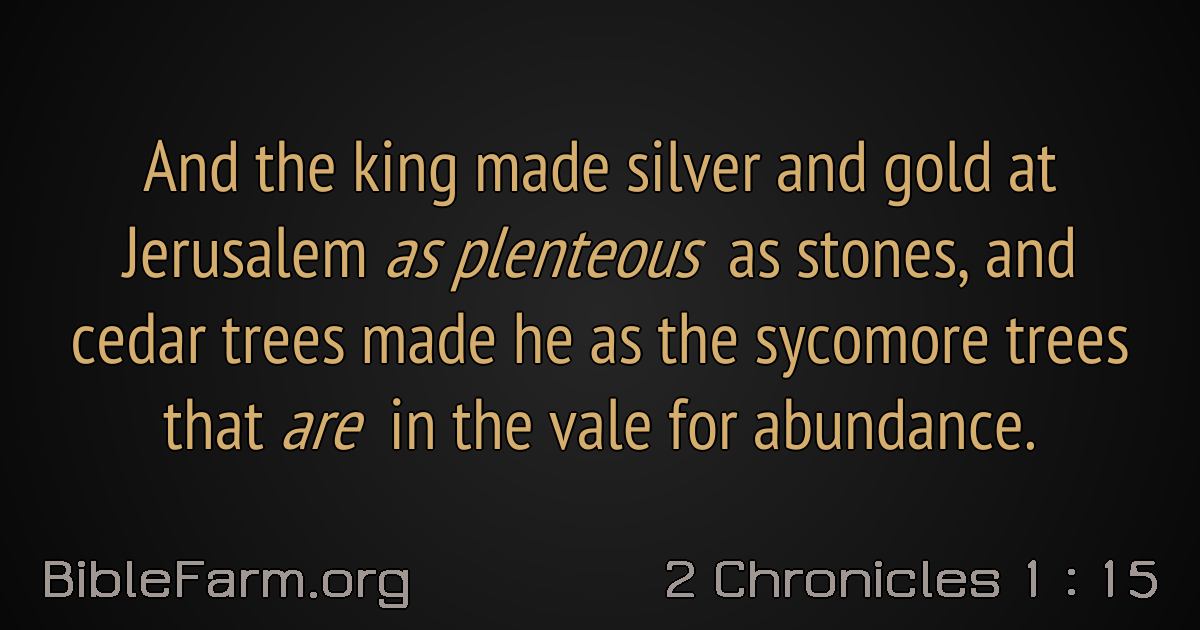 And the king made silver and gold at
Jerusalem as plenteous as stones, and
cedar trees made he as the sycomore trees
that are in the vale for abundance.
BibleFarm.org
2 Chronicles 1 : 15